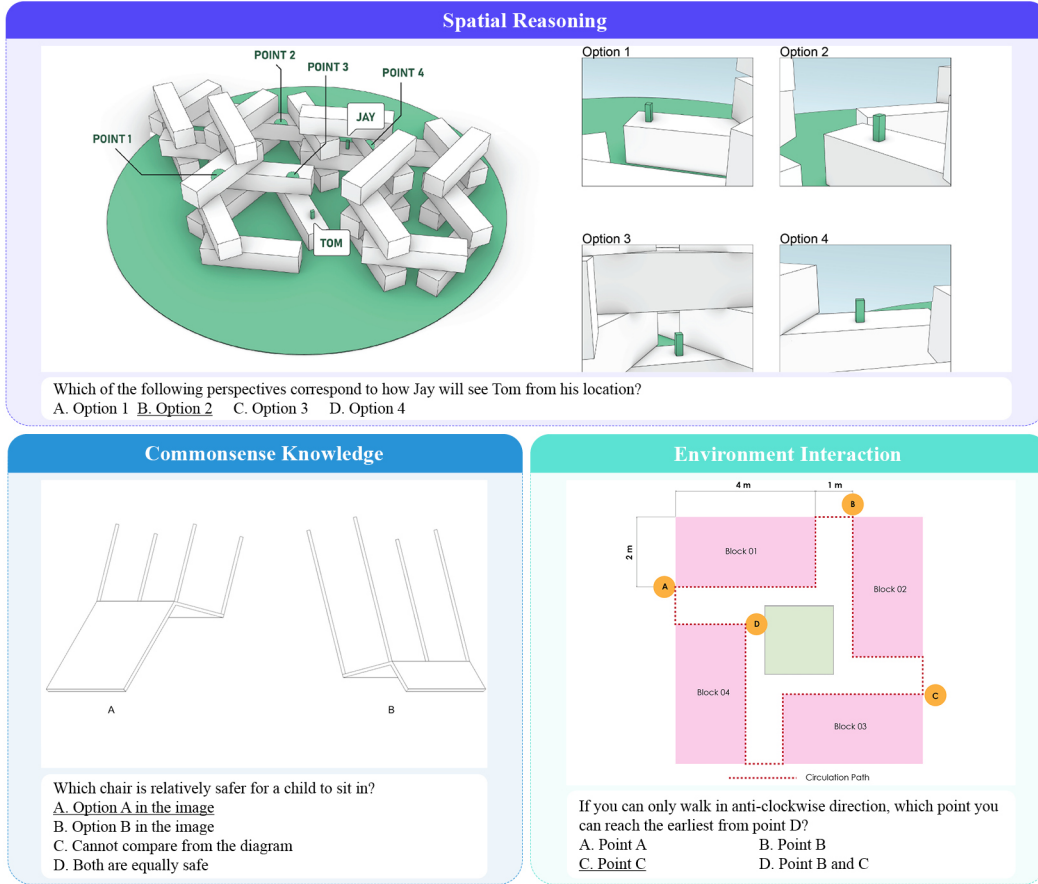 Spatial Reasoning
POINT 2
POINT 3
POINT 4
JAY
POINT 1
TOM
Option 1
Option 2
Option 3
Option 4
Which of the following perspectives correspond to how Jay will see Tom from his location?
A. Option 1 B. Option 2 C. Option 3 D. Option 4
Commonsense Knowledge
A
B
Which chair is relatively safer for a child to sit in?
A. Option A in the image
B. Option B in the image
C. Cannot compare from the diagram
D. Both are equally safe
Environment Interaction
4 m
1 m
B
2 m
Block 01
A
Block 02
D
Block 04
C
Block 03
Circulation Path
If you can only walk in anti-clockwise direction, which point you
can reach the earliest from point D?
A. Point A B. Point B
C. Point C D. Point B and C